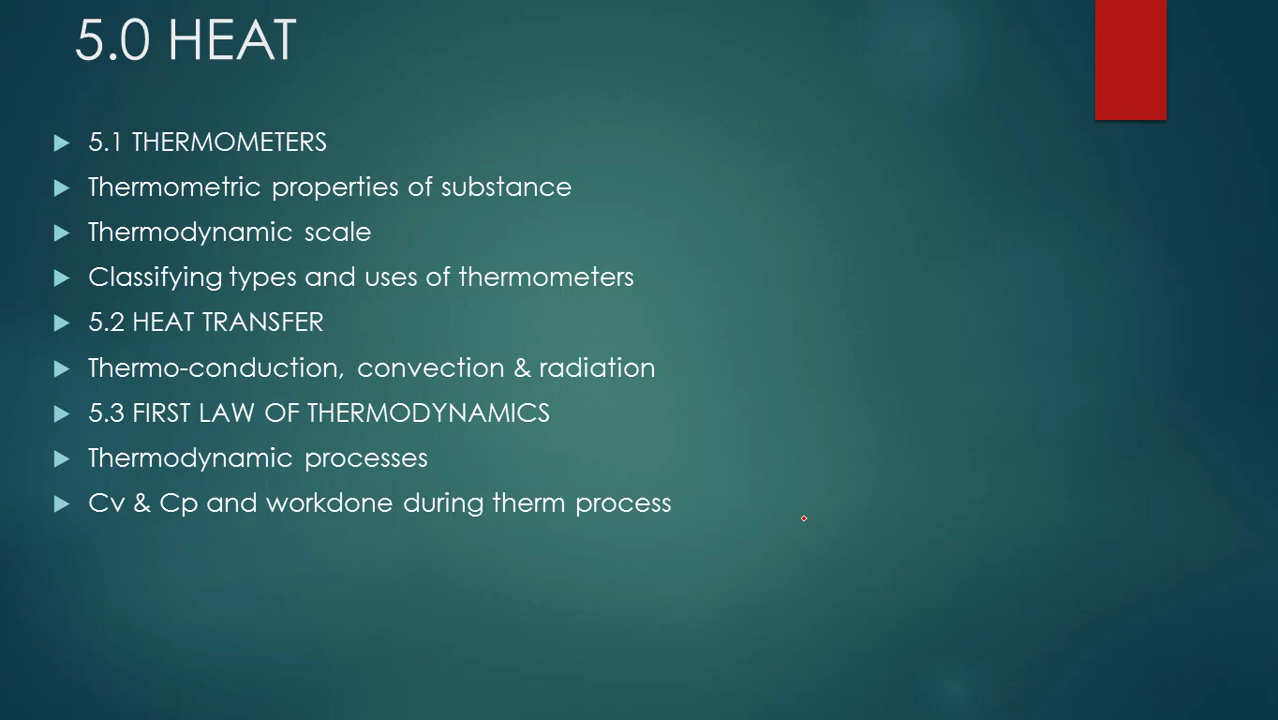 5.0 HEAT
5.1 THERMOMETERS
Thermometric properties of substance
Thermodynamic scale
Classifying types and uses of thermometers
5.2 HEAT TRANSFER
Thermo-conduction, convection & radiation
5.3 FIRST LAW OF THERMODYNAMICS
Thermodynamic processes
Cv & Cp and workdone during therm process